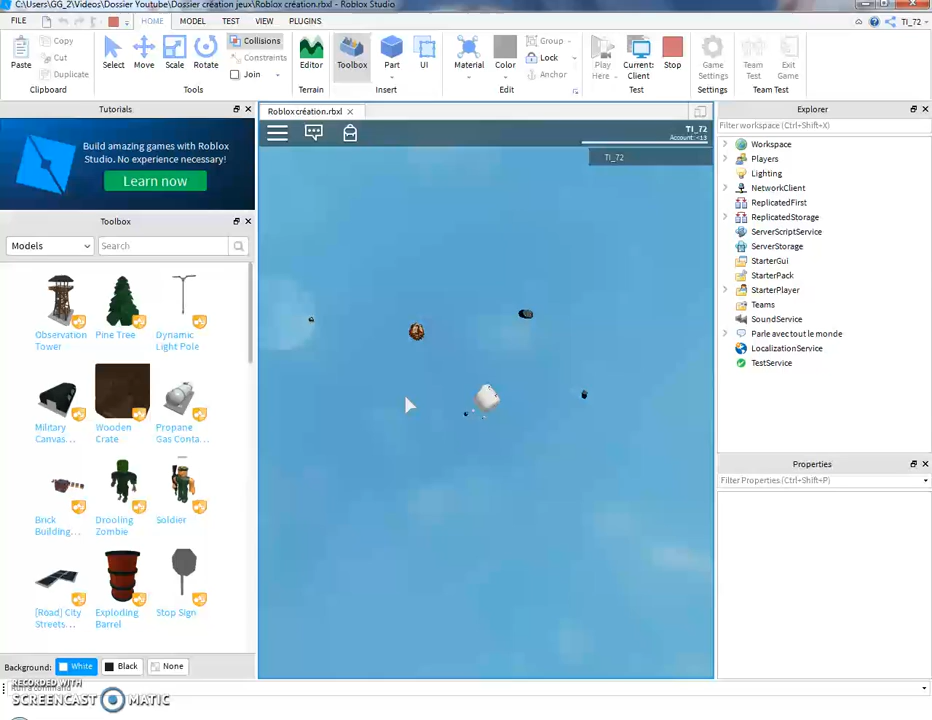 C:\Users\GG_2\Videos\Dossier Youtube\Dossier création jeux\Roblox création.rbxl - Roblox Studio
FILE HOME MODEL TEST VIEW PLUGINS TI_72
Copy
Cut
Duplicate
Paste
Clipboard
Select Move Scale Rotate
Collisions
Constraints
Join
Tools
Editor
Terrain
Toolbox Part UI
Insert
Material Color
Group
Lock
Anchor
Edit
Play Here
Current: Client
Stop
Test
Game Settings
Settings
Team Test
Exit Game
Team Test
Tutorials
Build amazing games with Roblox
Studio. No experience necessary!
Learn now
Toolbox
Models Search
Observation
Tower
Pine Tree
Dynamic
Light Pole
Military
Canvas...
Wooden
Crate
Propane
Gas Conta...
Brick
Building...
Drooling
Zombie
Soldier
[Road] City
Streets...
Exploding
Barrel
Stop Sign
Background: White Black None
Run a command
RECORDED WITH
SCREENCAST MATIC
Roblox création.rbxl
TI_72
Account: <13
TI_72
Explorer
Filter workspace (Ctrl+Shift+X)
Workspace
Players
Lighting
NetworkClient
ReplicatedFirst
ReplicatedStorage
ServerScriptService
ServerStorage
StarterGui
StarterPack
StarterPlayer
Teams
SoundService
Parle avec tout le monde
LocalizationService
TestService
Properties
Filter Properties (Ctrl+Shift+P)